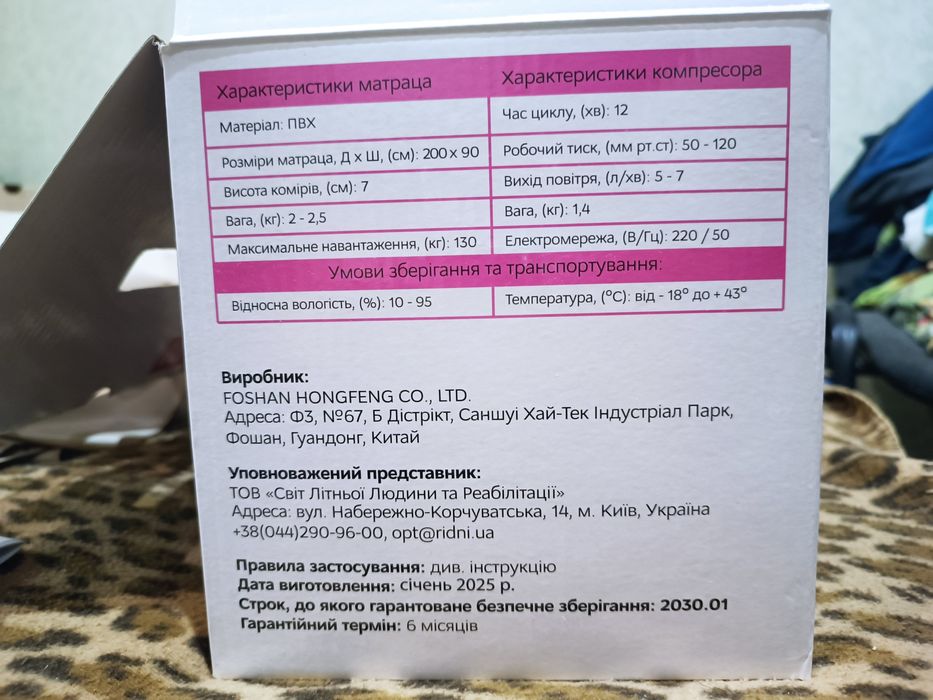 Характеристики матраца
Характеристики компресора
Матеріал: ПВХ
Час циклу, (хв): 12
Розміри матраца, Д х Ш, (см): 200 х 90
Робочий тиск, (мм рт.ст): 50 - 120
Висота комірів, (см): 7
Вихід повітря, (л/хв): 5 - 7
Вага, (кг): 2 - 2,5
Вага, (кг): 1,4
Максимальне навантаження, (кг): 130
Електромережа, (В/Гц): 220 / 50
Умови зберігання та транспортування:
Відносна вологість, (%): 10 - 95
Температура, (°С): від - 18° до + 43°
Виробник:
FOSHAN HONGFENG CO., LTD.
Адреса: Ф3, №67, Б Дістрікт, Саншуі Хай-Тек Індустріал Парк,
Фошан, Гуандонг, Китай
Уповноважений представник:
ТОВ «Світ Літньої Людини та Реабілітації»
Адреса: вул. Набережно-Корчуватська, 14, м. Київ, Україна
+38(044)290-96-00, opt@ridni.ua
Правила застосування: див. інструкцію
Дата виготовлення: січень 2025 р.
Строк, до якого гарантоване безпечне зберігання: 2030.01
Гарантійний термін: 6 місяців